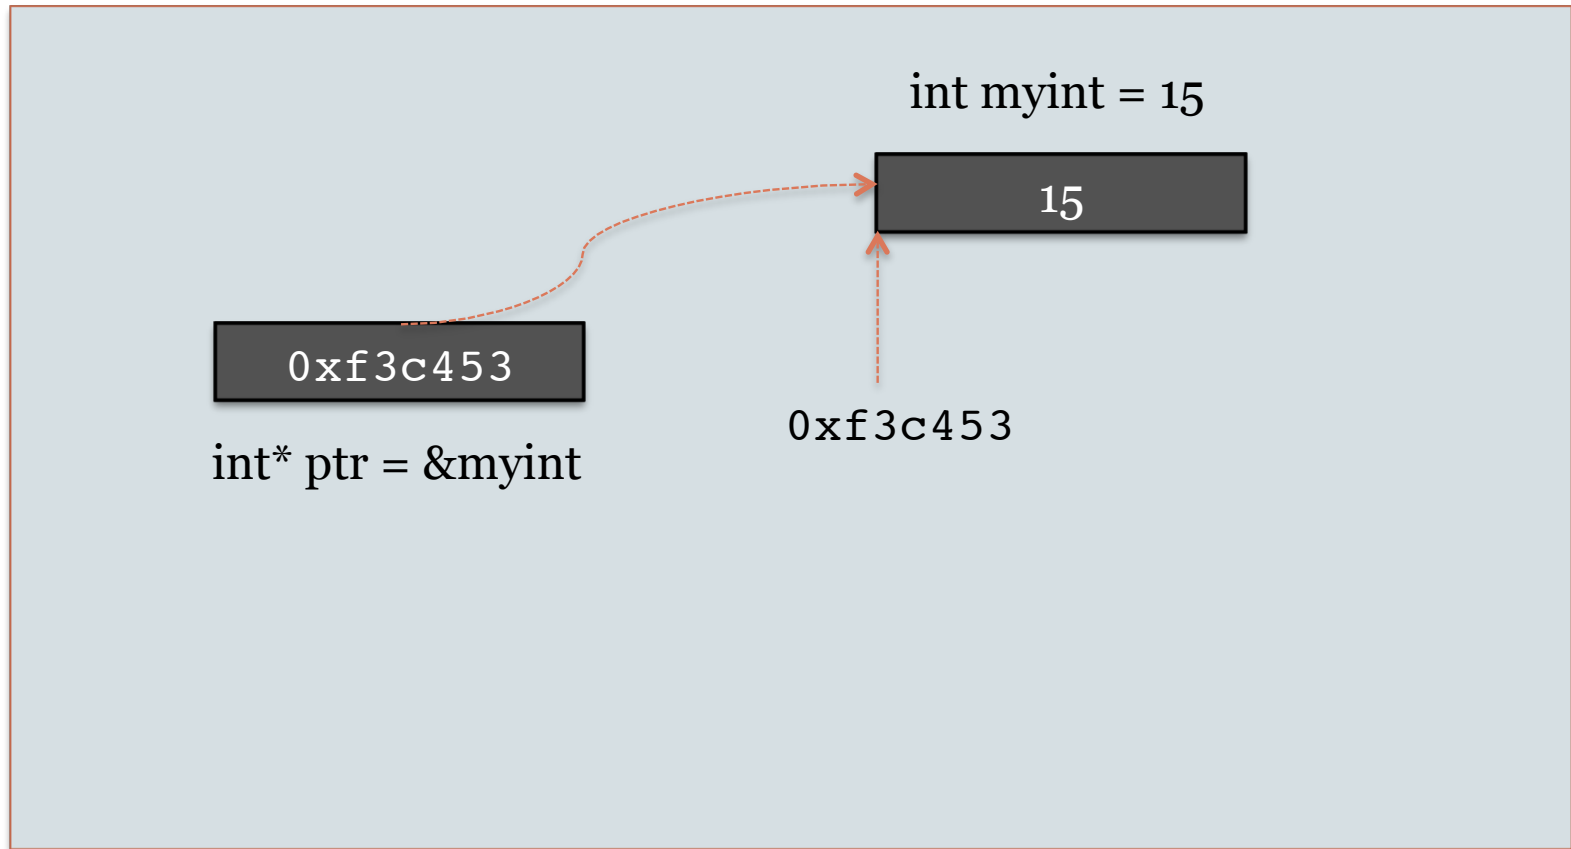 int myint = 15
15
0xf3c453
0xf3c453
int* ptr = &myint